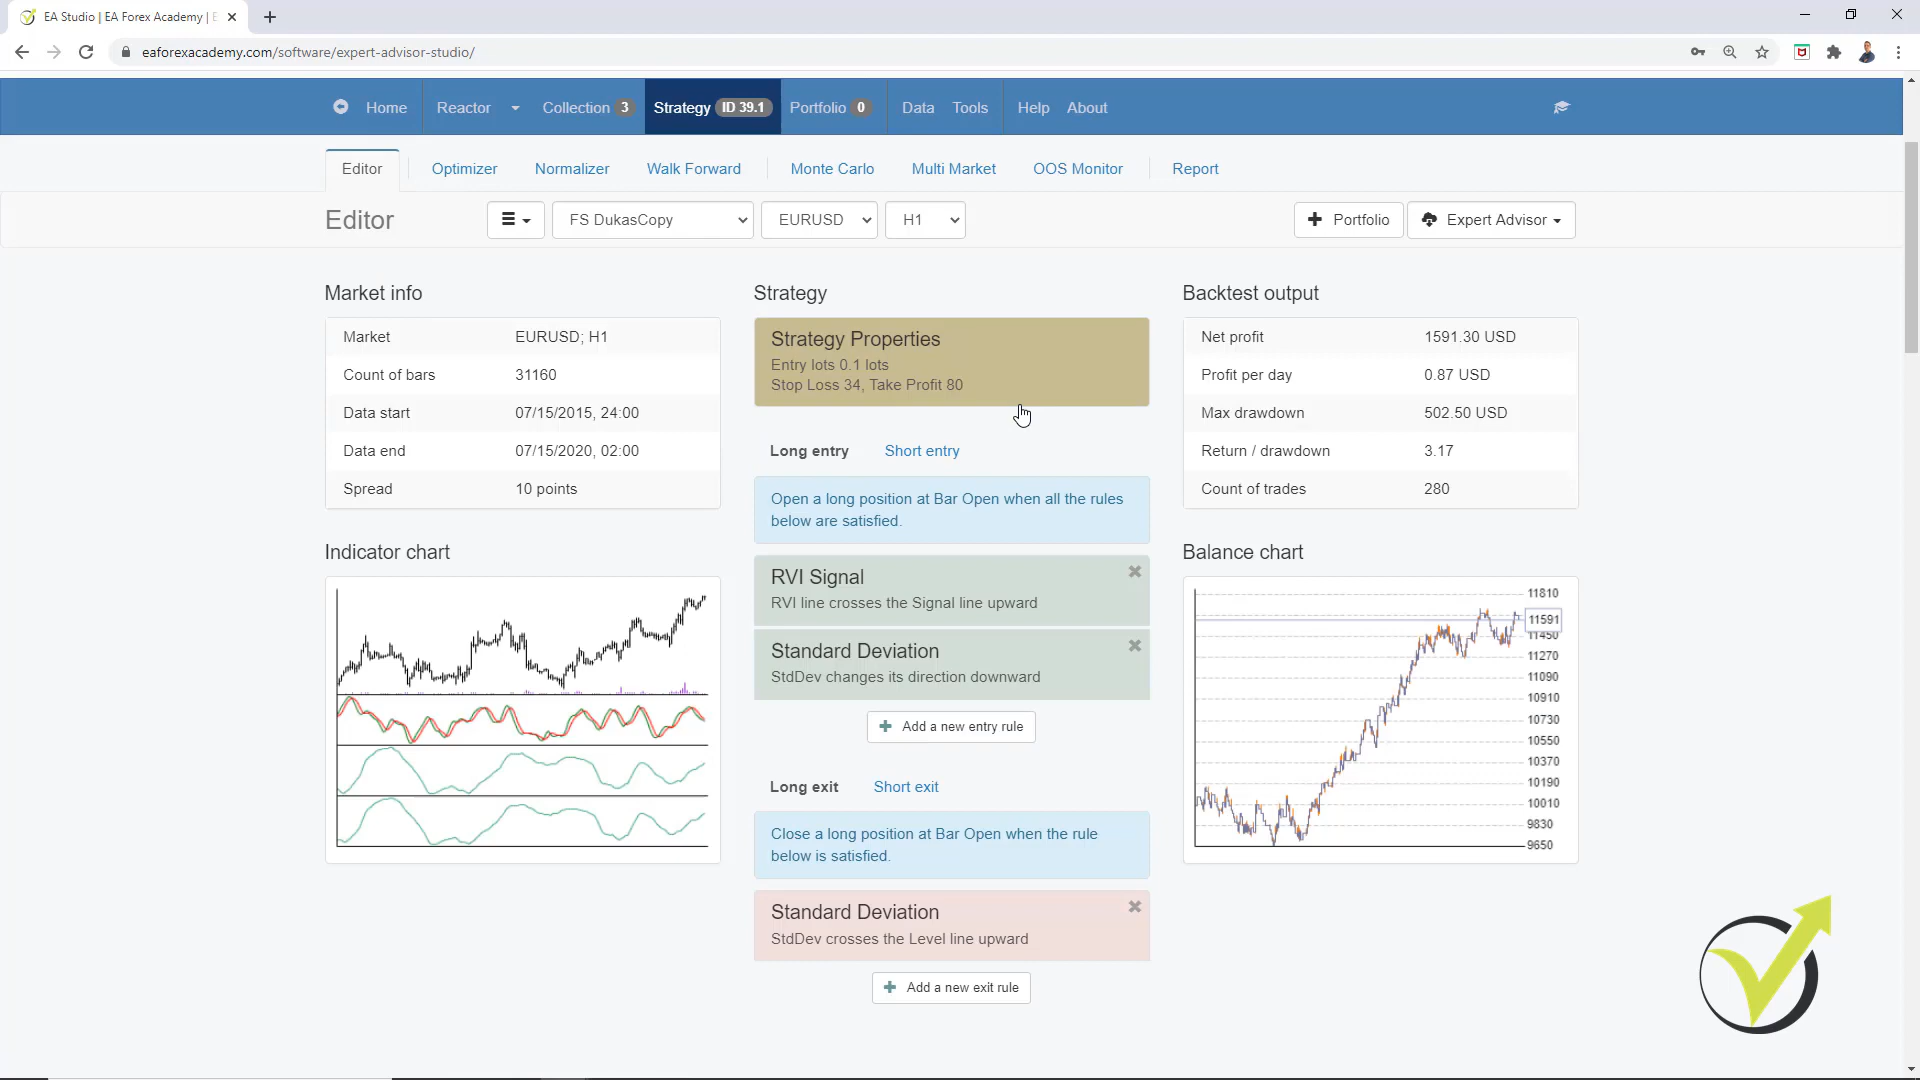 EA Studio | EA Forex Academy |
eaforexacademy.com/software/expert-advisor-studio/
Home
Reactor
Collection 3
Strategy ID 39.1
Portfolio 0
Data
Tools
Help
About
Editor
Optimizer
Normalizer
Walk Forward
Monte Carlo
Multi Market
OOS Monitor
Report
Editor
FS DukasCopy
EURUSD
H1
Portfolio
Expert Advisor
Market info
Market EURUSD; H1
Count of bars 31160
Data start 07/15/2015, 24:00
Data end 07/15/2020, 02:00
Spread 10 points
Indicator chart
Strategy
Strategy Properties
Entry lots 0.1 lots
Stop Loss 34, Take Profit 80
Long entry Short entry
Open a long position at Bar Open when all the rules
below are satisfied.
RVI Signal
RVI line crosses the Signal line upward
Standard Deviation
StdDev changes its direction downward
Add a new entry rule
Long exit Short exit
Close a long position at Bar Open when the rule
below is satisfied.
Standard Deviation
StdDev crosses the Level line upward
Add a new exit rule
Backtest output
Net profit 1591.30 USD
Profit per day 0.87 USD
Max drawdown 502.50 USD
Return / drawdown 3.17
Count of trades 280
Balance chart
11810
11591
11450
11270
11090
10910
10730
10550
10370
10190
10010
9830
9650